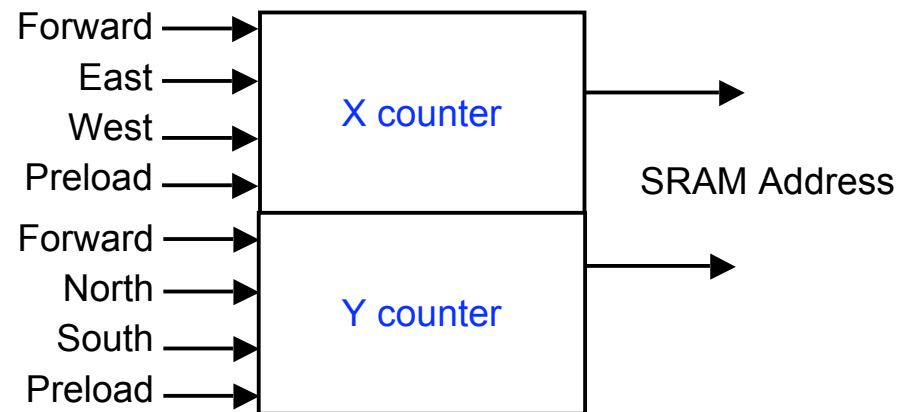 Forward
East
West
Preload
X counter
SRAM Address
Forward
North
South
Preload
Y counter